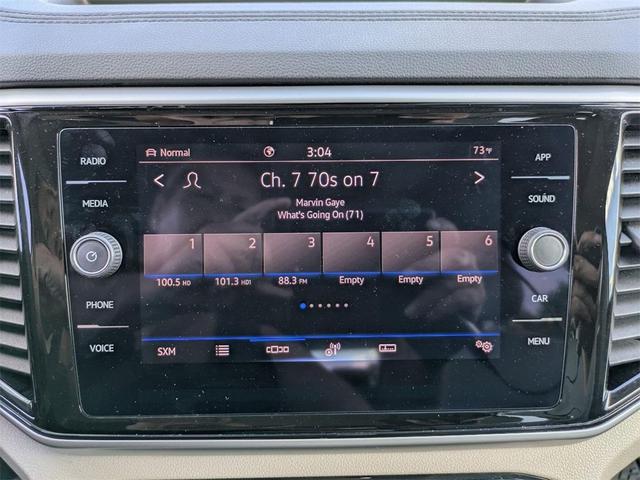 RADIO
MEDIA
PHONE
VOICE
Normal 3:04 73°F
< Ch. 7 70s on 7 >
Marvin Gaye
What's Going On (71)
1 2 3 4 5 6
100.5 HD 101.3 HD1 88.3 FM Empty Empty Empty
SXM
APP
SOUND
CAR
MENU